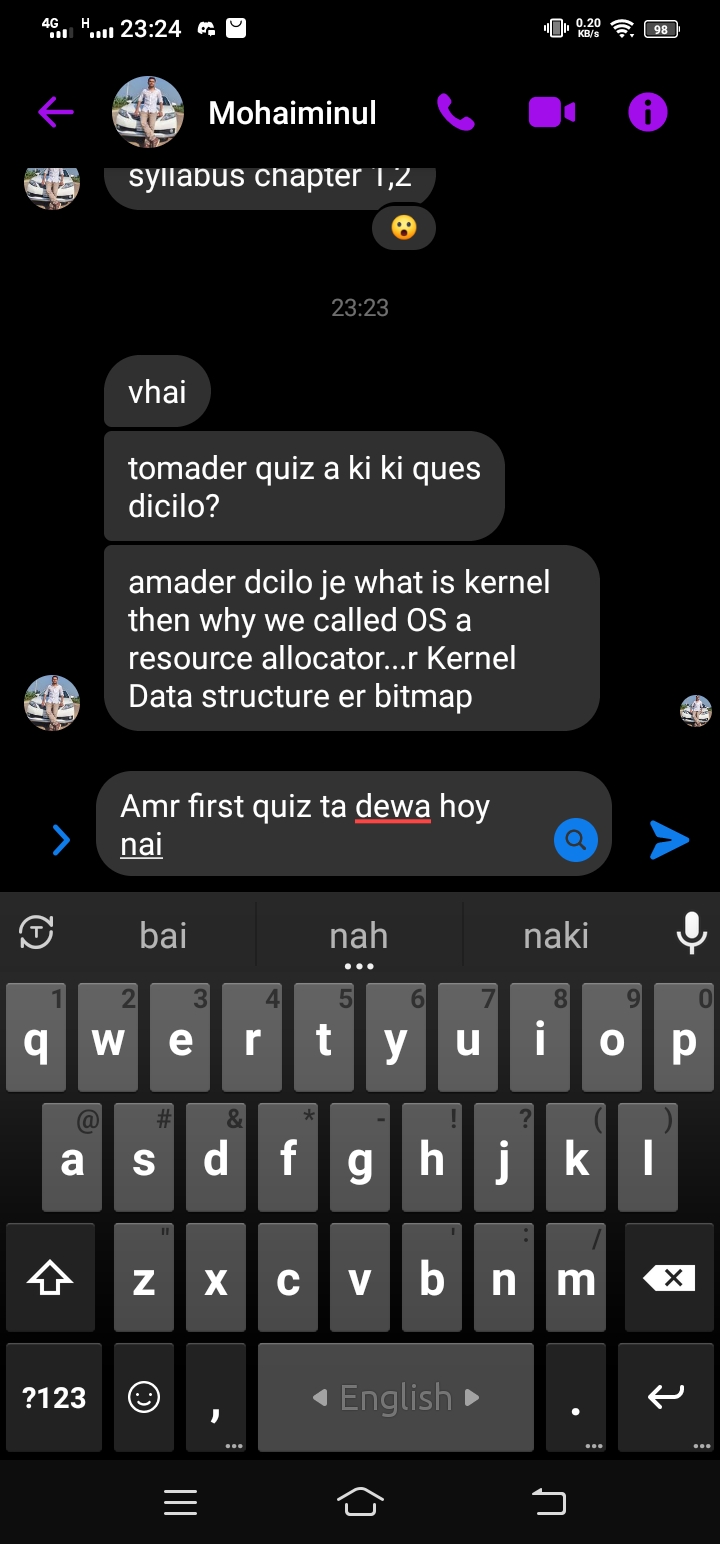 4G H 23:24 0.20 KB/s 98
Mohaiminul
syllabus chapter 1,2
23:23
vhai
tomader quiz a ki ki ques
dicilo?
amader dcilo je what is kernel
then why we called OS a
resource allocator...r Kernel
Data structure er bitmap
Amr first quiz ta dewa hoy
nai
T bai nah naki
1 2 3 4 5 6 7 8 9 0
q w e r t y u i o p
@ # & * - ! ? ( )
a s d f g h j k l
" ' : /
z x c v b n m
?123 , English .